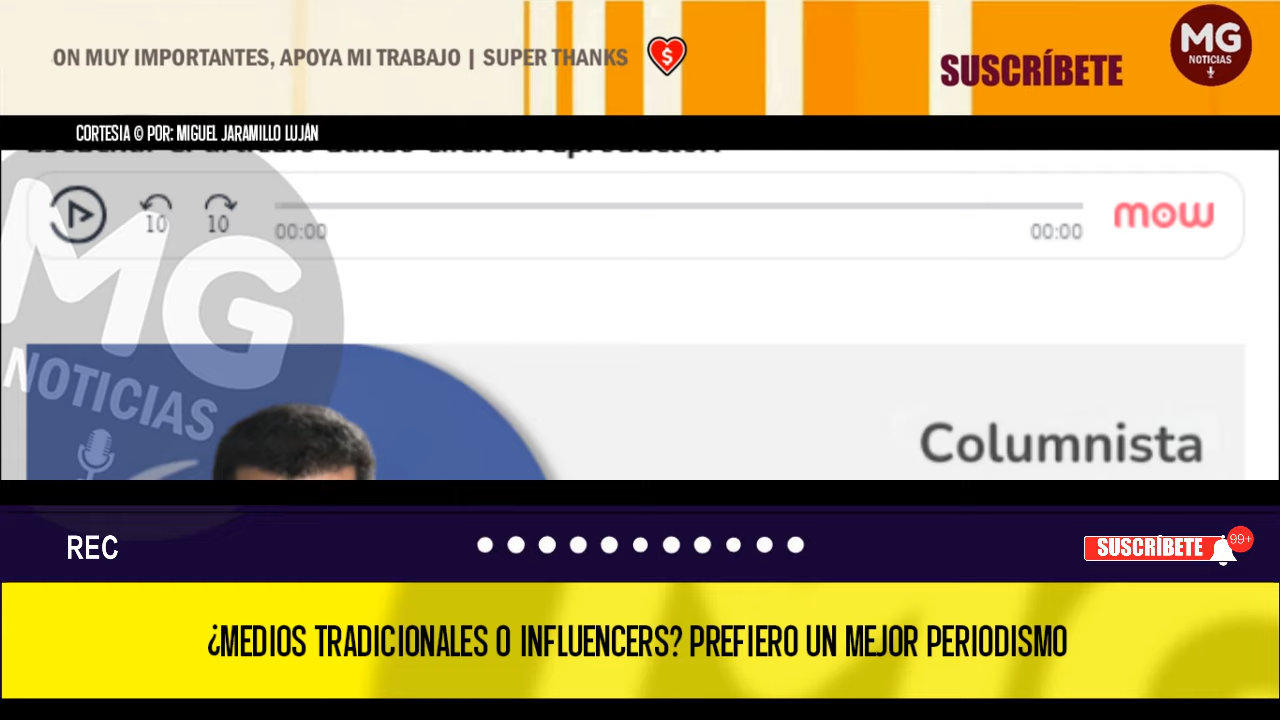 ON MUY IMPORTANTES, APOYA MI TRABAJO | SUPER THANKS
SUSCRÍBETE
MG
NOTICIAS
CORTESIA © POR: MIGUEL JARAMILLO LUJÁN
10
10
00:00
00:00
mow
MG
NOTICIAS
Columnista
REC
SUSCRÍBETE
99+
¿MEDIOS TRADICIONALES O INFLUENCERS? PREFIERO UN MEJOR PERIODISMO